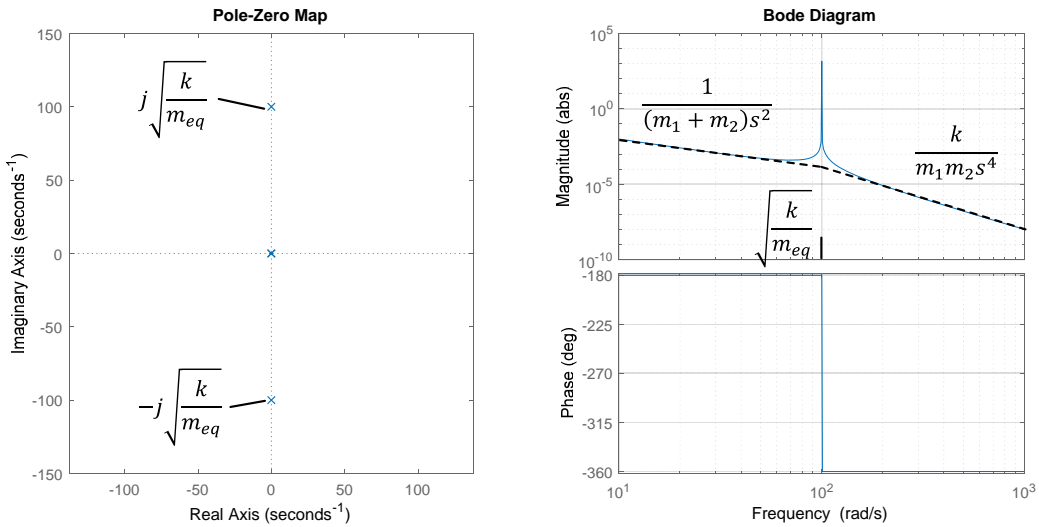 Pole-Zero Map
150
100
50
0
-50
-100
-150
-100
-50
0
50
100
Real Axis (seconds⁻¹)
Imaginary Axis (seconds⁻¹)
j√(k/m_eq)
−j√(k/m_eq)
Bode Diagram
10⁵
10⁰
10⁻⁵
10⁻¹⁰
Magnitude (abs)
1/((m₁ + m₂)s²)
k/(m₁m₂s⁴)
√(k/m_eq)
-180
-225
-270
-315
-360
Phase (deg)
10¹
10²
10³
Frequency (rad/s)